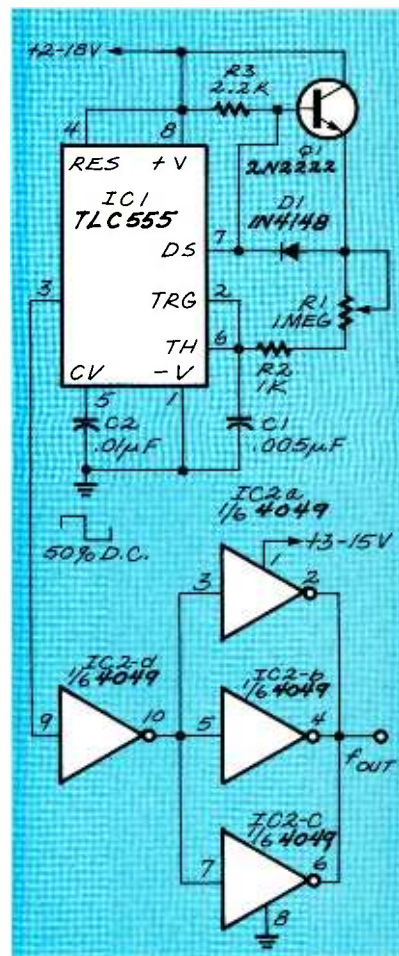 +2-18V
R3
2.2K
4
8
Q1
2N2222
RES
+V
IC1
TLC555
D1
1N4148
DS
7
3
TRG
2
R1
1MEG
TH
6
R2
1K
CV
-V
5
1
C2
.01µF
C1
.005µF
50% D.C.
IC2a
1/6 4049
+3-15V
1
3
2
IC2-d
1/6 4049
IC2-b
1/6 4049
9
10
5
4
fOUT
IC2-C
1/6 4049
7
6
8